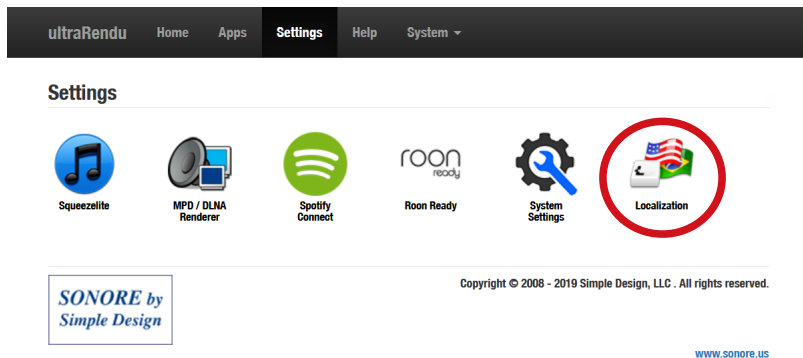 ultraRendu Home Apps Settings Help System
Settings
roon
ready
Squeezelite
MPD / DLNA
Renderer
Spotify
Connect
Roon Ready
System
Settings
Localization
Copyright © 2008 - 2019 Simple Design, LLC . All rights reserved.
SONORE by
Simple Design
www.sonore.us